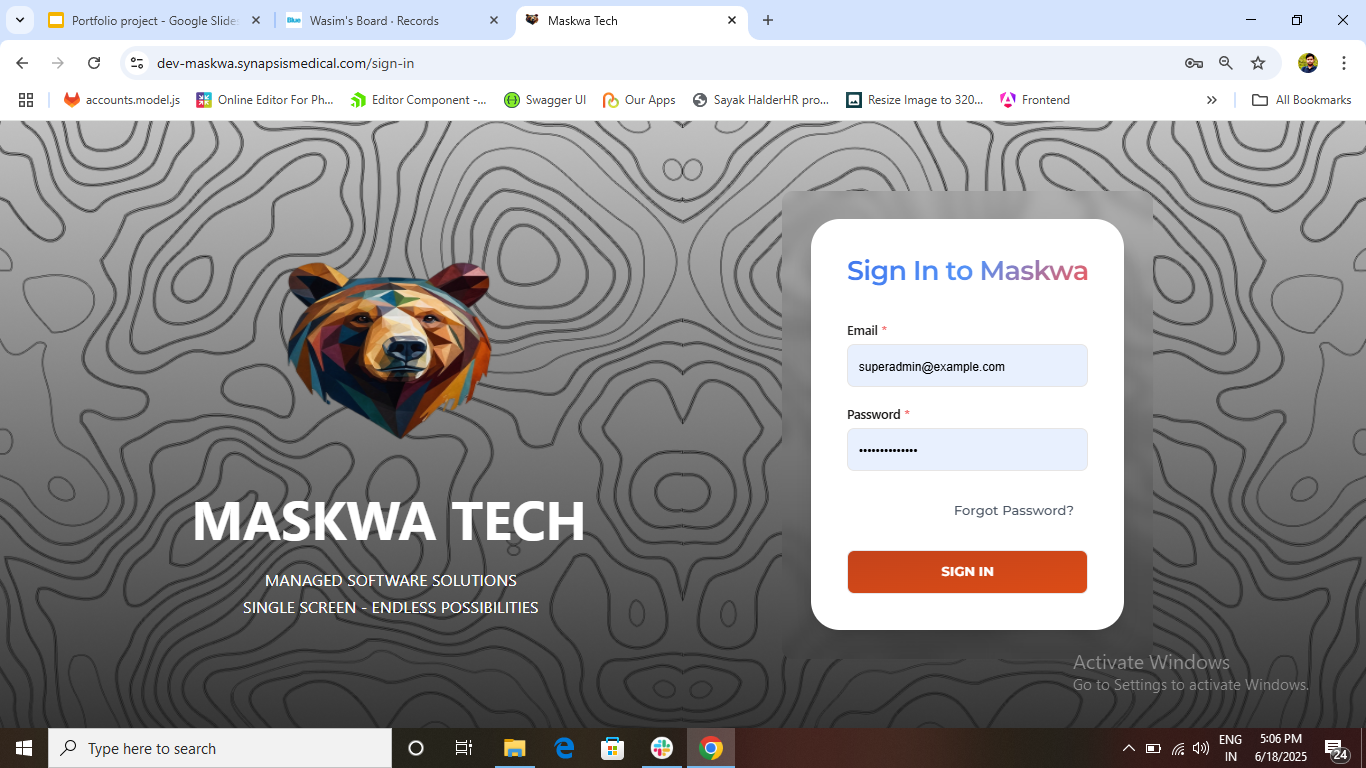 Portfolio project - Google Slide
Wasim's Board · Records
Maskwa Tech
dev-maskwa.synapsismedical.com/sign-in
accounts.model.js
Online Editor For Ph...
Editor Component -...
Swagger UI
Our Apps
Sayak HalderHR pro...
Resize Image to 320...
Frontend
All Bookmarks
Sign In to Maskwa
Email *
superadmin@example.com
Password *
Forgot Password?
SIGN IN
MASKWA TECH
MANAGED SOFTWARE SOLUTIONS
SINGLE SCREEN - ENDLESS POSSIBILITIES
Activate Windows
Go to Settings to activate Windows.
Type here to search
ENG
IN
5:06 PM
6/18/2025
24